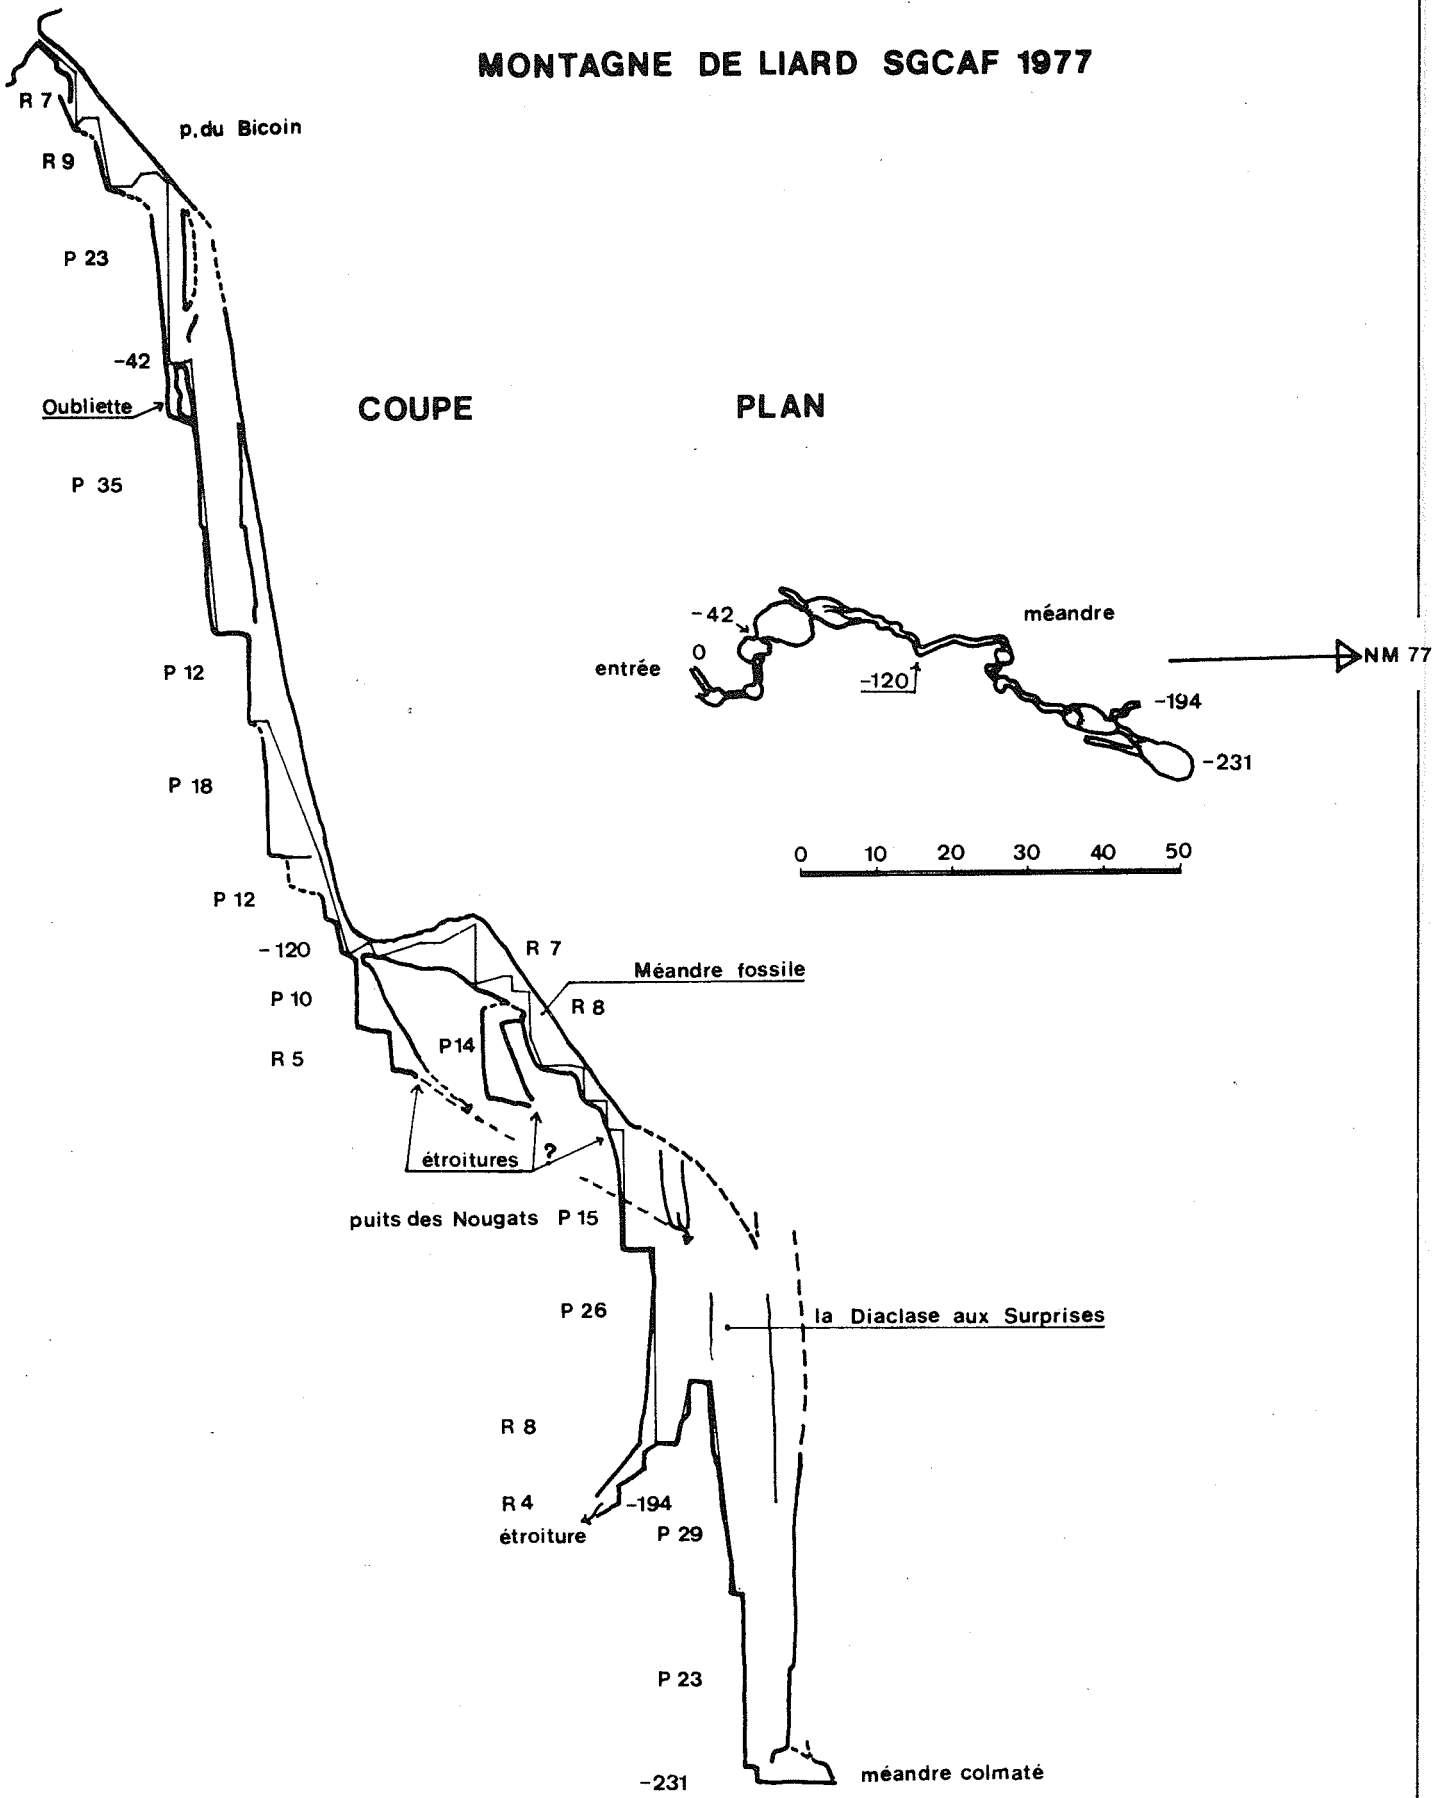 MONTAGNE DE LIARD SGCAF 1977
R 7
p.du Bicoin
R 9
P 23
-42
Oubliette
COUPE
PLAN
P 35
-42
méandre
0
entrée
NM 77
P 12
-120
-194
-231
P 18
0 10 20 30 40 50
P 12
-120
R 7
Méandre fossile
P 10
R 8
P14
R 5
?
étroitures
puits des Nougats P 15
P 26
la Diaclase aux Surprises
R 8
R 4
-194
étroiture
P 29
P 23
-231
méandre colmaté